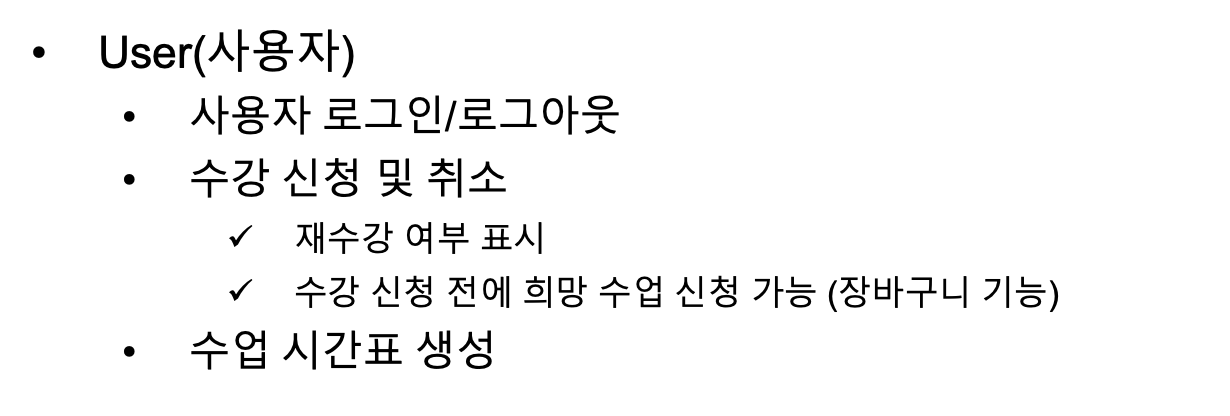 • User(사용자)
• 사용자 로그인/로그아웃
• 수강 신청 및 취소
✓ 재수강 여부 표시
✓ 수강 신청 전에 희망 수업 신청 가능 (장바구니 기능)
• 수업 시간표 생성